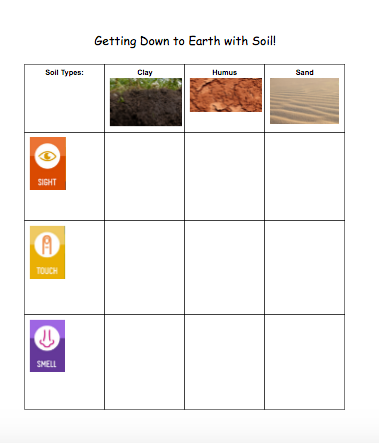 Getting Down to Earth with Soil!
Soil Types:
Clay
Humus
Sand
SIGHT
TOUCH
SMELL